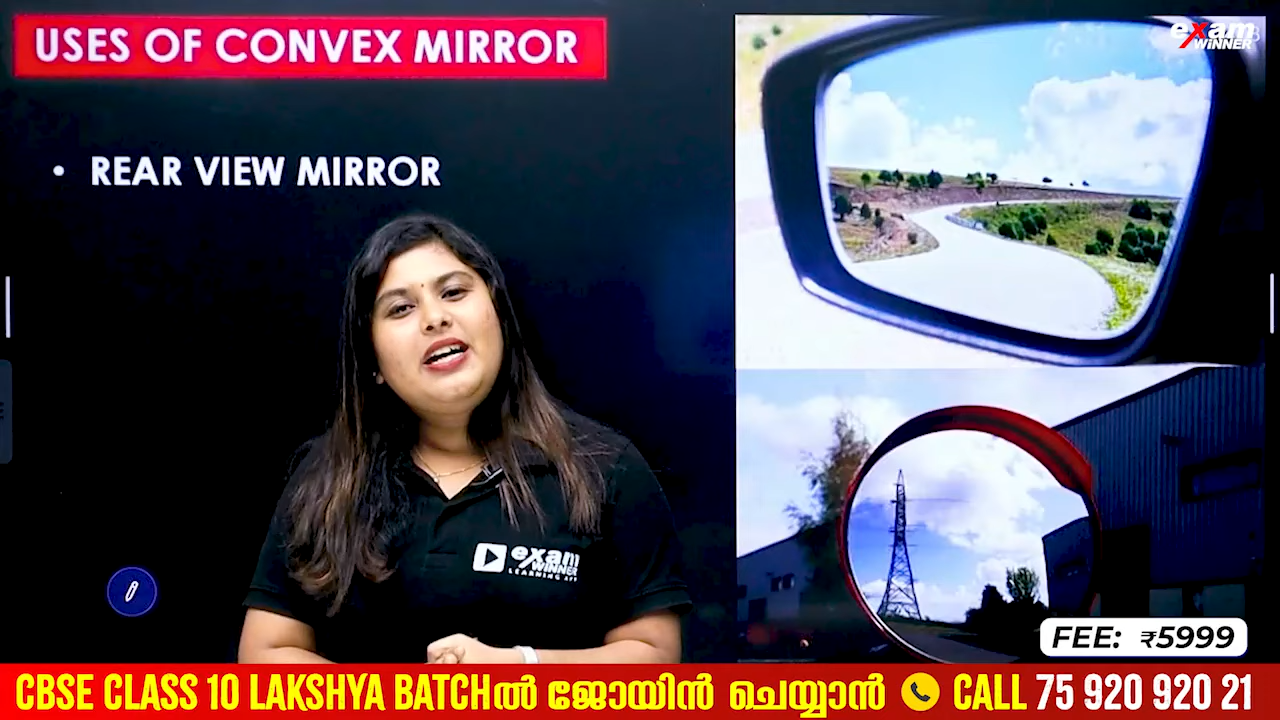 USES OF CONVEX MIRROR
exam
WINNER
• REAR VIEW MIRROR
exam
WINNER
LEARNING APP
FEE: ₹5999
CBSE CLASS 10 LAKSHYA BATCHൽ ജോയിൻ ചെയ്യാൻ CALL 75 920 920 21